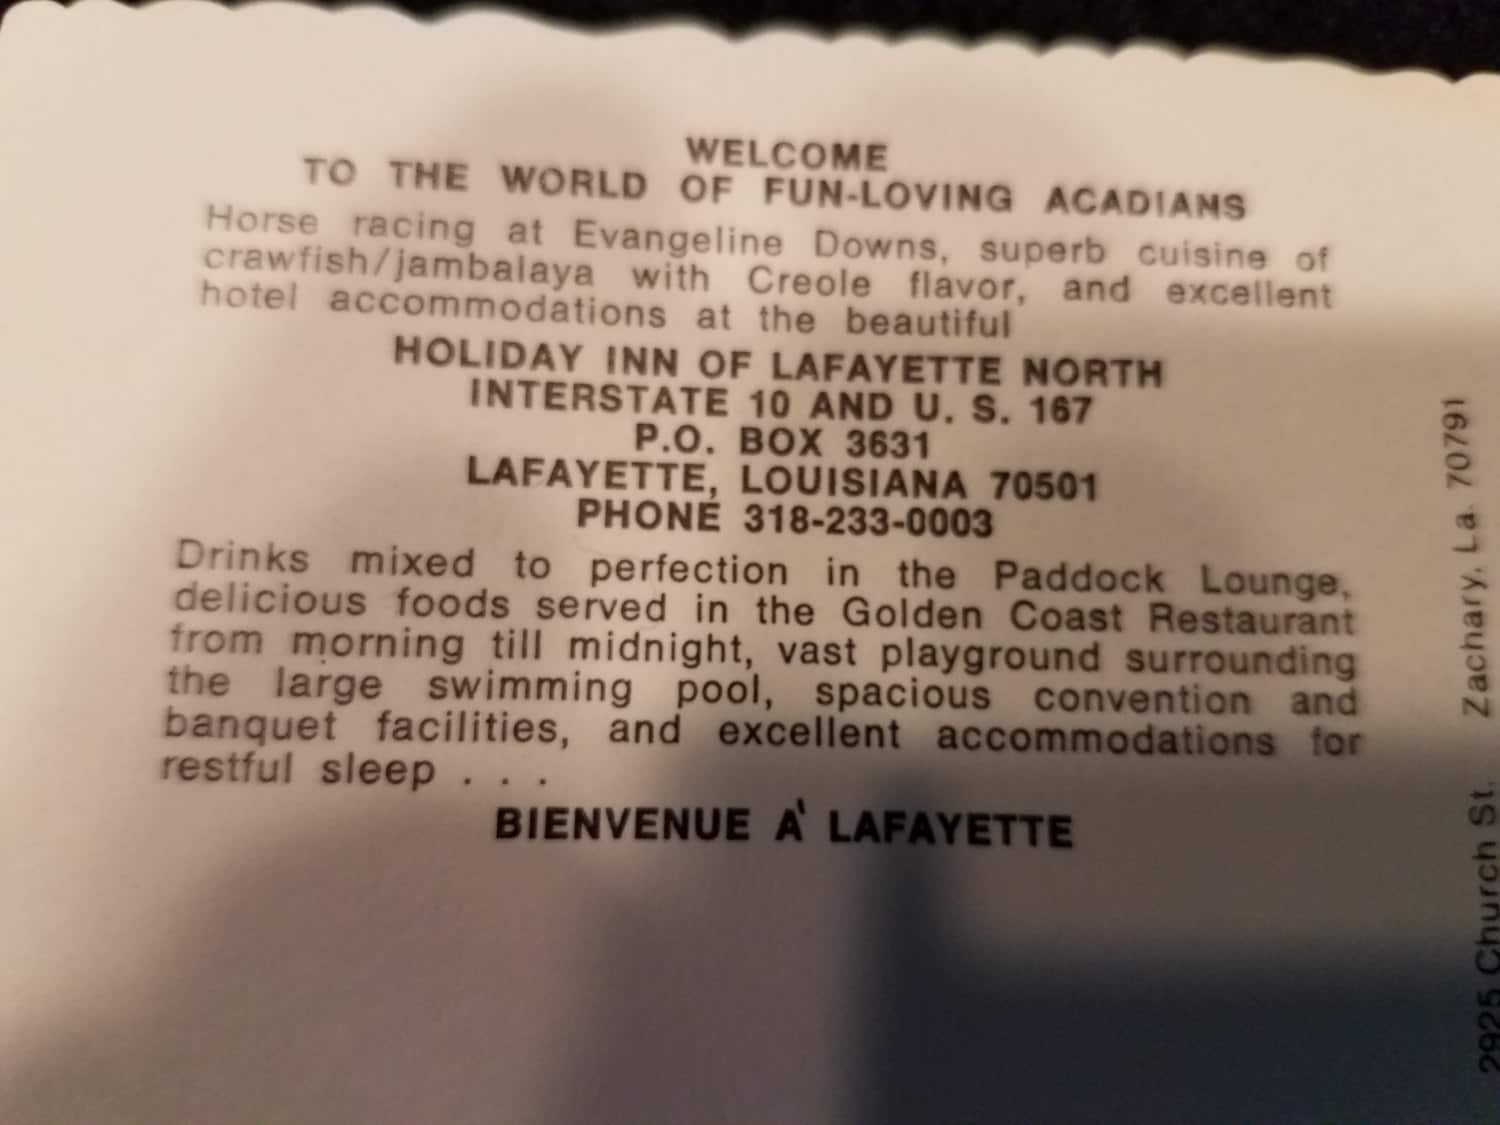 WELCOME
TO THE WORLD OF FUN-LOVING ACADIANS
Horse racing at Evangeline Downs, superb cuisine of
crawfish/jambalaya with Creole flavor, and excellent
hotel accommodations at the beautiful
HOLIDAY INN OF LAFAYETTE NORTH
INTERSTATE 10 AND U. S. 167
P.O. BOX 3631
LAFAYETTE, LOUISIANA 70501
PHONE 318-233-0003
Drinks mixed to perfection in the Paddock Lounge,
delicious foods served in the Golden Coast Restaurant
from morning till midnight, vast playground surrounding
the large swimming pool, spacious convention and
banquet facilities, and excellent accommodations for
restful sleep . . .
BIENVENUE À LAFAYETTE
2925 Church St. Zachary, La. 70791